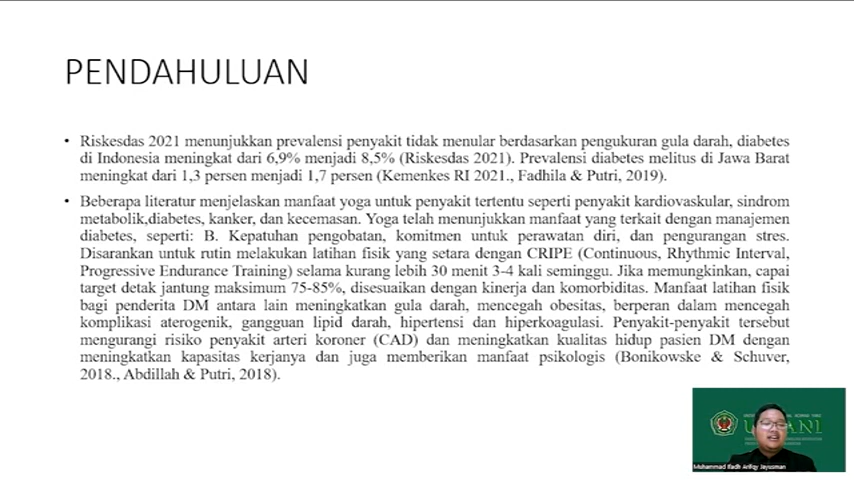 PENDAHULUAN
• Riskesdas 2021 menunjukkan prevalensi penyakit tidak menular berdasarkan pengukuran gula darah, diabetes
di Indonesia meningkat dari 6,9% menjadi 8,5% (Riskesdas 2021). Prevalensi diabetes melitus di Jawa Barat
meningkat dari 1,3 persen menjadi 1,7 persen (Kemenkes RI 2021., Fadhila & Putri, 2019).
• Beberapa literatur menjelaskan manfaat yoga untuk penyakit tertentu seperti penyakit kardiovaskular, sindrom
metabolik,diabetes, kanker, dan kecemasan. Yoga telah menunjukkan manfaat yang terkait dengan manajemen
diabetes, seperti: B. Kepatuhan pengobatan, komitmen untuk perawatan diri, dan pengurangan stres.
Disarankan untuk rutin melakukan latihan fisik yang setara dengan CRIPE (Continuous, Rhythmic Interval,
Progressive Endurance Training) selama kurang lebih 30 menit 3-4 kali seminggu. Jika memungkinkan, capai
target detak jantung maksimum 75-85%, disesuaikan dengan kinerja dan komorbiditas. Manfaat latihan fisik
bagi penderita DM antara lain meningkatkan gula darah, mencegah obesitas, berperan dalam mencegah
komplikasi aterogenik, gangguan lipid darah, hipertensi dan hiperkoagulasi. Penyakit-penyakit tersebut
mengurangi risiko penyakit arteri koroner (CAD) dan meningkatkan kualitas hidup pasien DM dengan
meningkatkan kapasitas kerjanya dan juga memberikan manfaat psikologis (Bonikowske & Schuver,
2018., Abdillah & Putri, 2018).
Muhammad Arifqy Jayusman